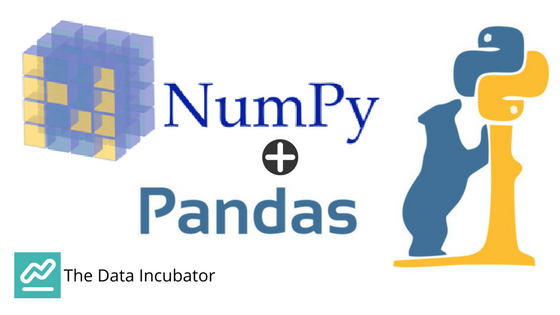 NumPy
+
Pandas
The Data Incubator